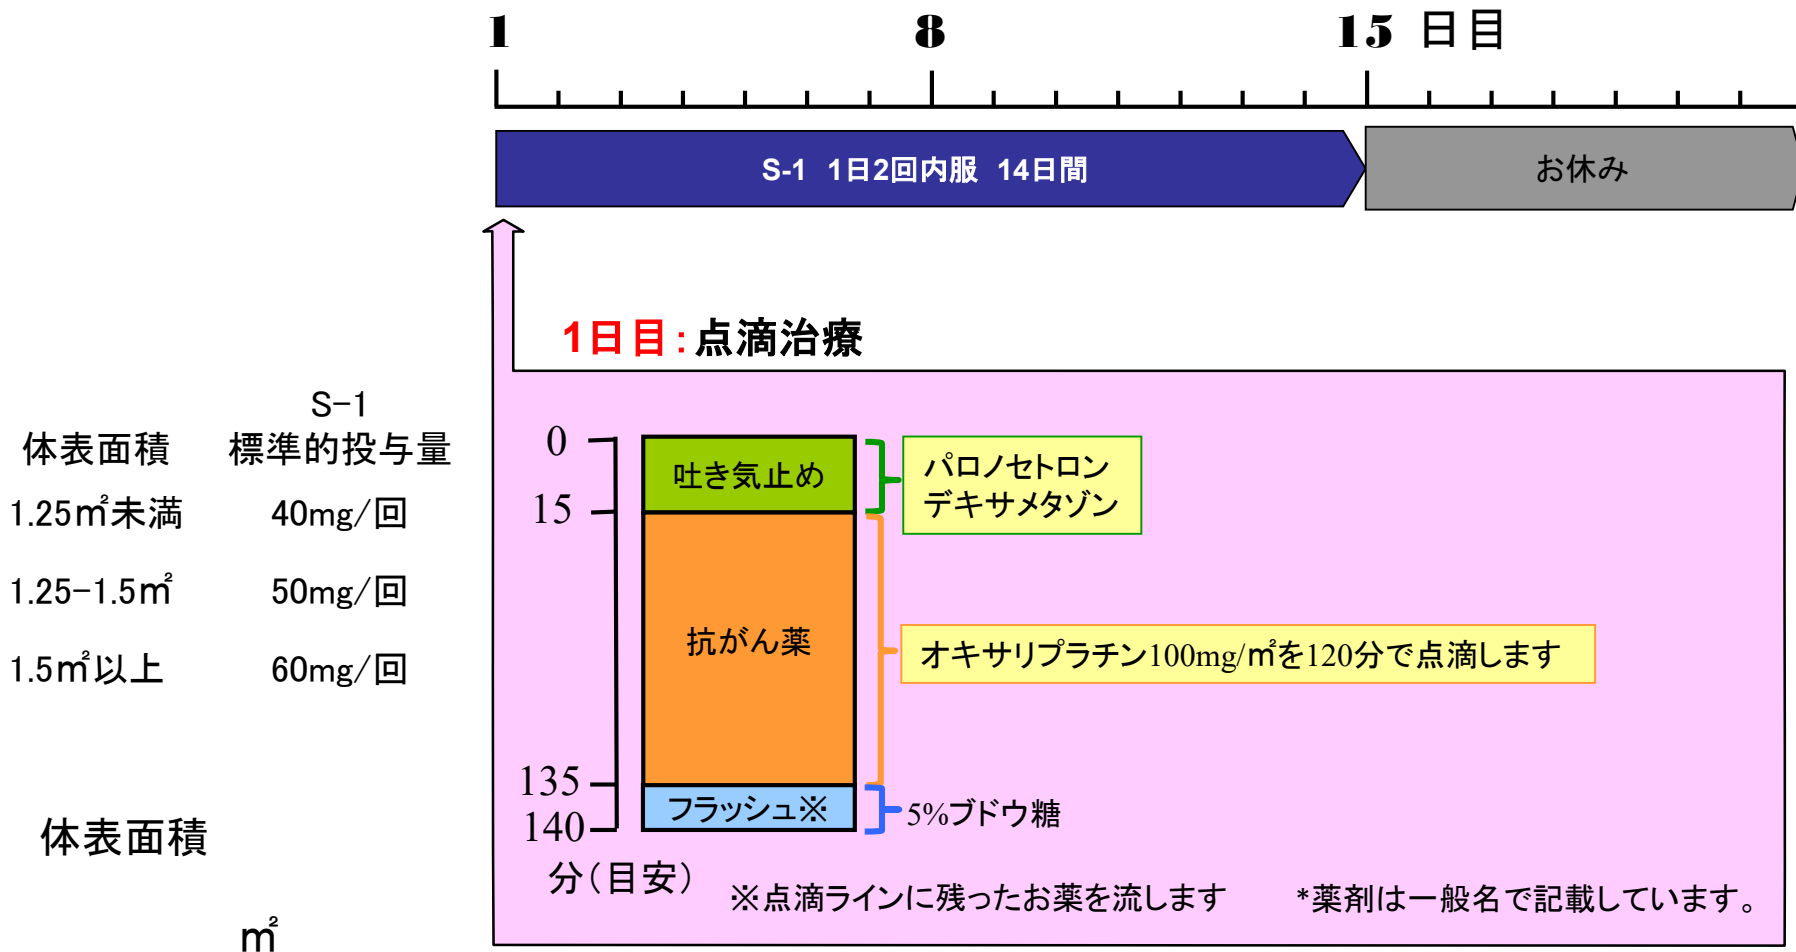 1 8 15 日目
S-1 1日2回内服 14日間
お休み
1日目：点滴治療
S-1
体表面積 標準的投与量
1.25㎡未満 40mg/回
1.25-1.5㎡ 50mg/回
1.5㎡以上 60mg/回
体表面積
㎡
0
吐き気止め
パロノセトロン
デキサメタゾン
15
抗がん薬
オキサリプラチン100mg/㎡を120分で点滴します
135
フラッシュ※
5%ブドウ糖
140
分（目安）
※点滴ラインに残ったお薬を流します
*薬剤は一般名で記載しています。